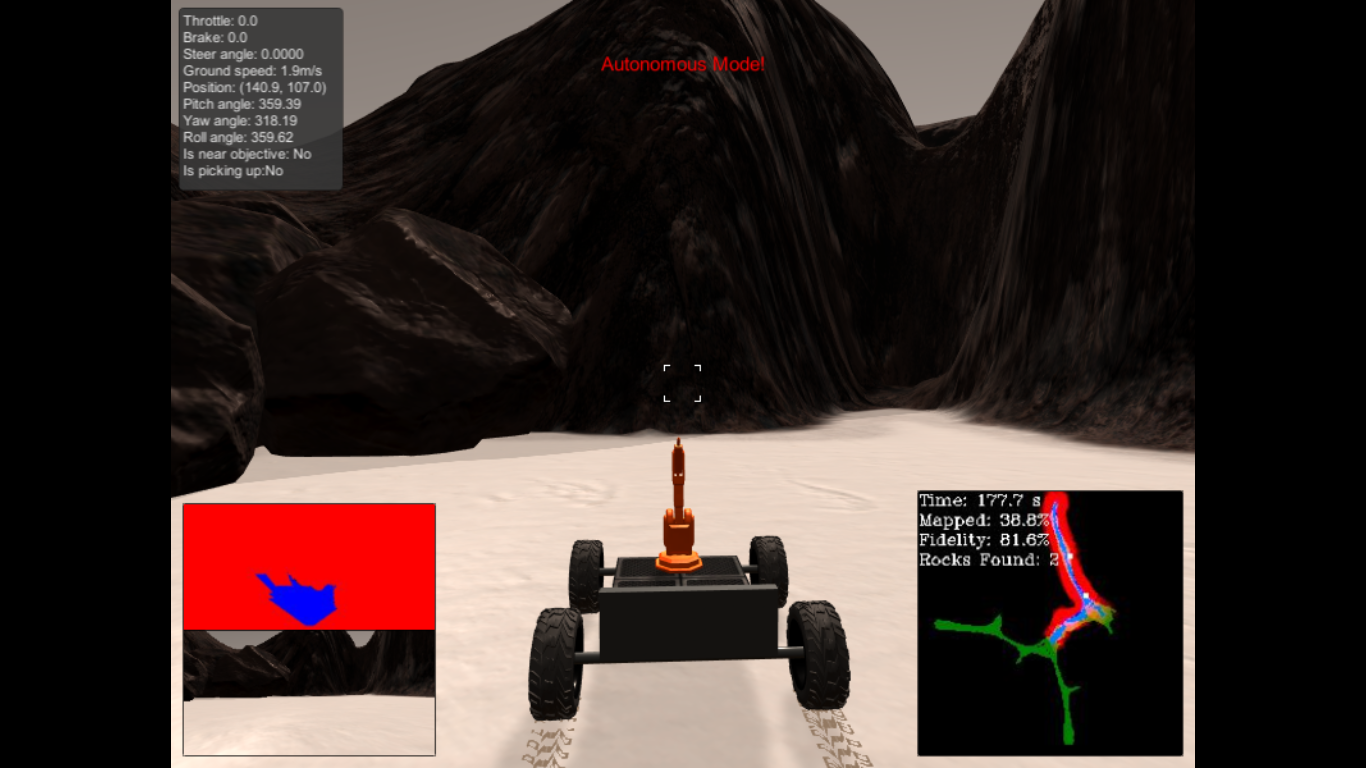 Throttle: 0.0
Brake: 0.0
Steer angle: 0.0000
Ground speed: 1.9m/s
Position: (140.9, 107.0)
Pitch angle: 359.39
Yaw angle: 318.19
Roll angle: 359.62
Is near objective: No
Is picking up:No
Autonomous Mode!
Time: 177.7 s
Mapped: 38.8%
Fidelity: 81.6%
Rocks Found: 2